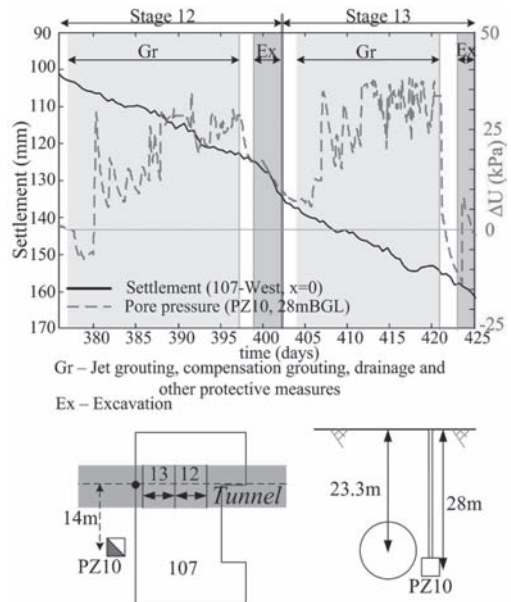 Stage 12 Stage 13
90 50
100
110 25
120
130
140 0
150
160
170 -25
Gr Ex Gr Ex
Settlement (mm)
ΔU (kPa)
Settlement (107-West, x=0)
Pore pressure (PZ10, 28mBGL)
380 385 390 395 400 405 410 415 420 425
time (days)
Gr – Jet grouting, compensation grouting, drainage and
other protective measures
Ex – Excavation
13 12
Tunnel
14m
PZ10
107
23.3m
28m
PZ10